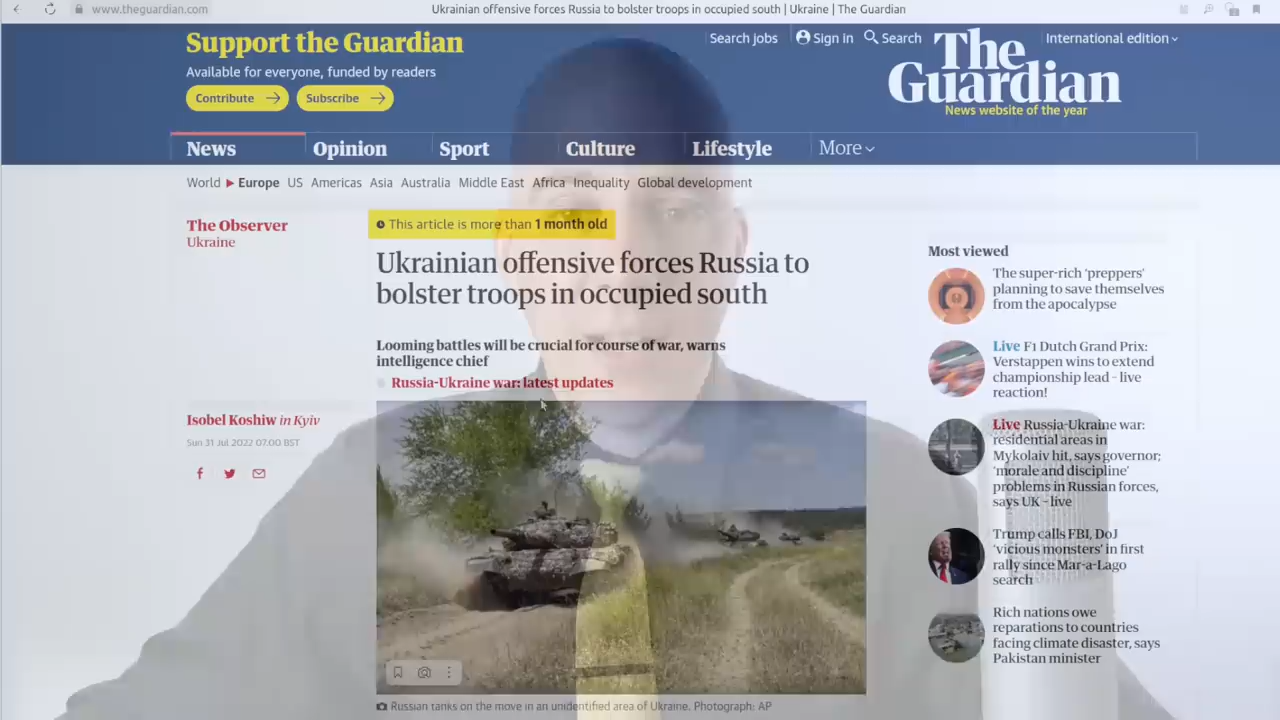 www.theguardian.com
Ukrainian offensive forces Russia to bolster troops in occupied south | Ukraine | The Guardian
Support the Guardian
Available for everyone, funded by readers
Contribute
Subscribe
Search jobs
Sign in
Search
International edition
The
Guardian
News website of the year
News
Opinion
Sport
Culture
Lifestyle
More
World
Europe
US
Americas
Asia
Australia
Middle East
Africa
Inequality
Global development
The Observer
Ukraine
This article is more than 1 month old
Ukrainian offensive forces Russia to
bolster troops in occupied south
Looming battles will be crucial for course of war, warns
intelligence chief
Russia-Ukraine war: latest updates
Isobel Koshiw in Kyiv
Sun 31 Jul 2022 07.00 BST
Russian tanks on the move in an unidentified area of Ukraine. Photograph: AP
Most viewed
The super-rich ‘preppers’
planning to save themselves
from the apocalypse
Live F1 Dutch Grand Prix:
Verstappen wins to extend
championship lead – live
reaction!
Live Russia-Ukraine war:
residential areas in
Mykolaiv hit, says governor;
‘morale and discipline’
problems in Russian forces,
says UK – live
Trump calls FBI, DoJ
‘vicious monsters’ in first
rally since Mar-a-Lago
search
Rich nations owe
reparations to countries
facing climate disaster, says
Pakistan minister